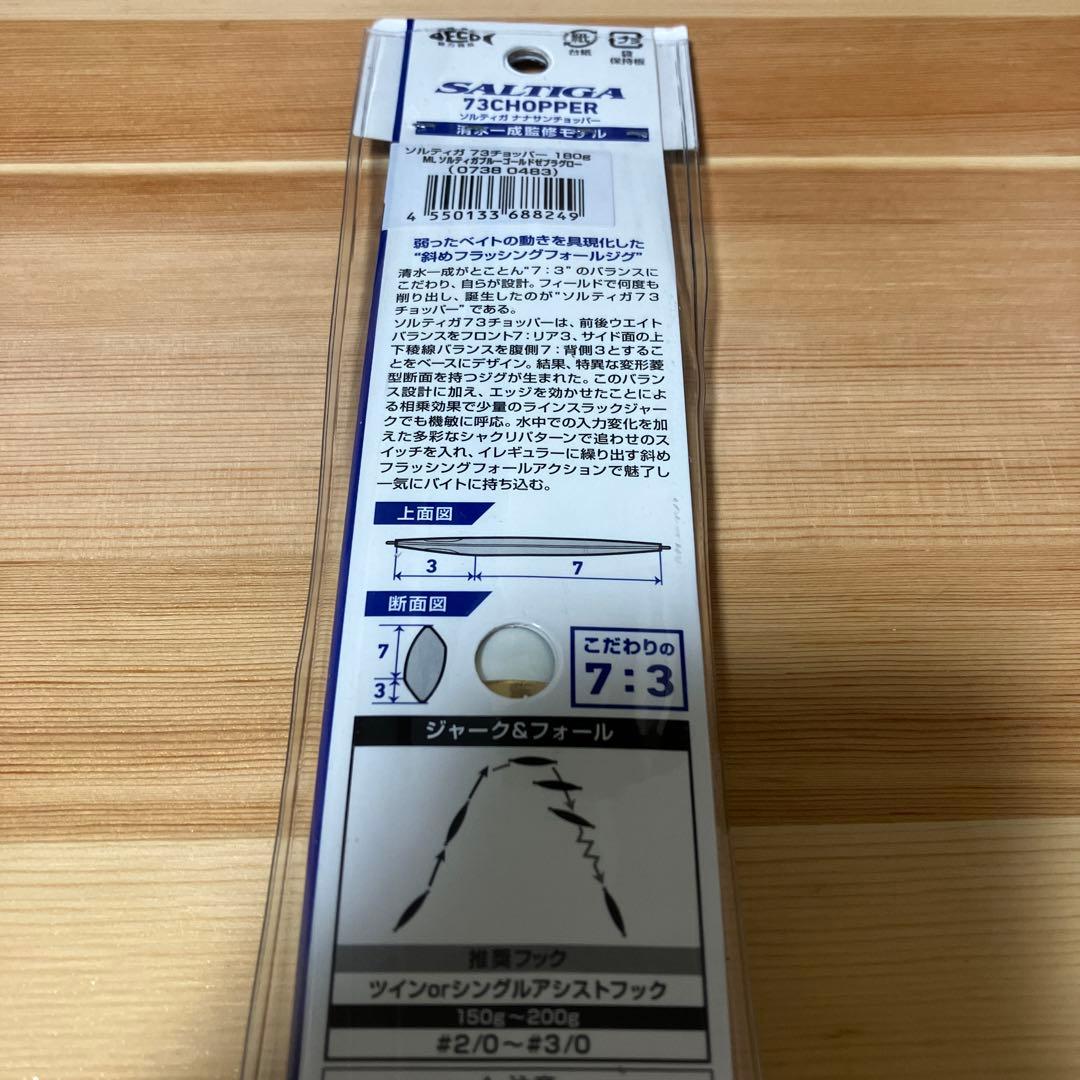 紙
台紙
プラ
袋
保持板
SALTIGA
73CHOPPER
ソルティガ ナナサンチョッパー
清水一成監修モデル
ソルティガ 73チョッパー 180g
ML ソルティガブルーゴールドゼブラグロー
(0738 0483)
4 550133 688249
弱ったベイトの動きを具現化した
"斜めフラッシングフォールジグ"
清水一成がとことん"7:3"のバランスに
こだわり、自らが設計。フィールドで何度も
削り出し、誕生したのが"ソルティガ73
チョッパー"である。
ソルティガ73チョッパーは、前後ウエイト
バランスをフロント7:リア3、サイド面の上
下稜線バランスを腹側7:背側3とするこ
とをベースにデザイン。結果、特異な変形菱
型断面を持つジグが生まれた。このバラン
ス設計に加え、エッジを効かせたことによ
る相乗効果で少量のラインスラックジャー
クでも機敏に呼応。水中での入力変化を加
えた多彩なシャクリパターンで追わせのス
イッチを入れ、イレギュラーに繰り出す斜め
フラッシングフォールアクションで魅了し
一気にバイトに持ち込む。
上面図
3 7
断面図
7
3
こだわりの
7:3
ジャーク&フォール
推奨フック
ツインorシングルアシストフック
150g～200g
#2/0～#3/0